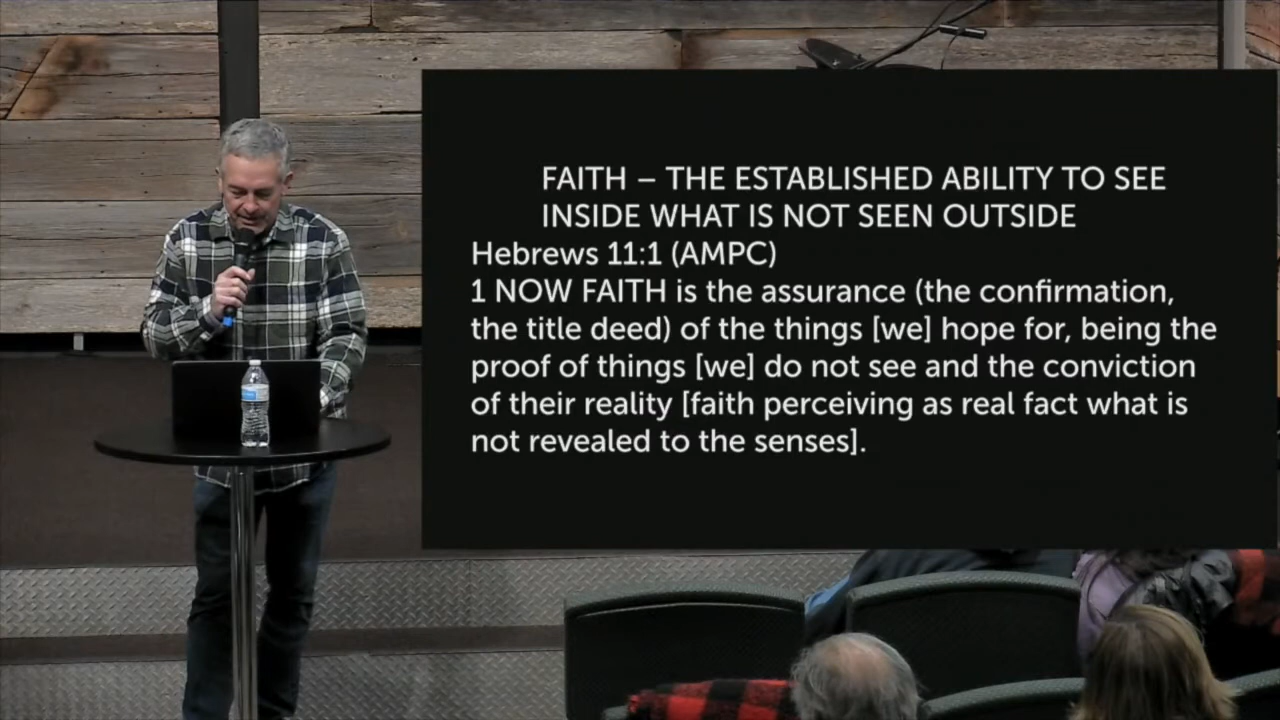 FAITH – THE ESTABLISHED ABILITY TO SEE
INSIDE WHAT IS NOT SEEN OUTSIDE
Hebrews 11:1 (AMPC)
1 NOW FAITH is the assurance (the confirmation,
the title deed) of the things [we] hope for, being the
proof of things [we] do not see and the conviction
of their reality [faith perceiving as real fact what is
not revealed to the senses].